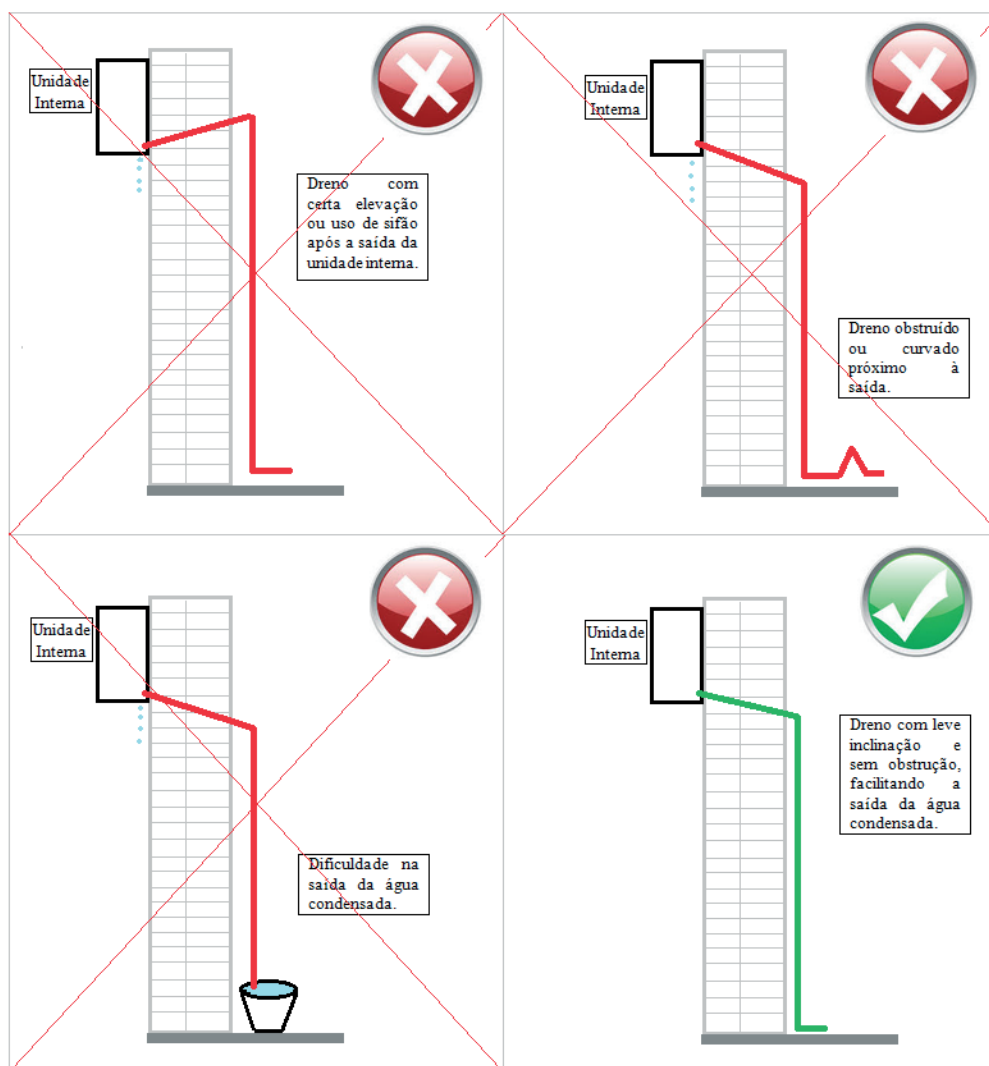 Unidade
Interna
Dreno com
certa elevação
ou uso de sifão
após a saída da
unidade interna.
Unidade
Interna
Dreno obstruído
ou curvado
próximo à
saída.
Unidade
Interna
Dificuldade na
saída da água
condensada.
Unidade
Interna
Dreno com leve
inclinação e
sem obstrução,
facilitando a
saída da água
condensada.